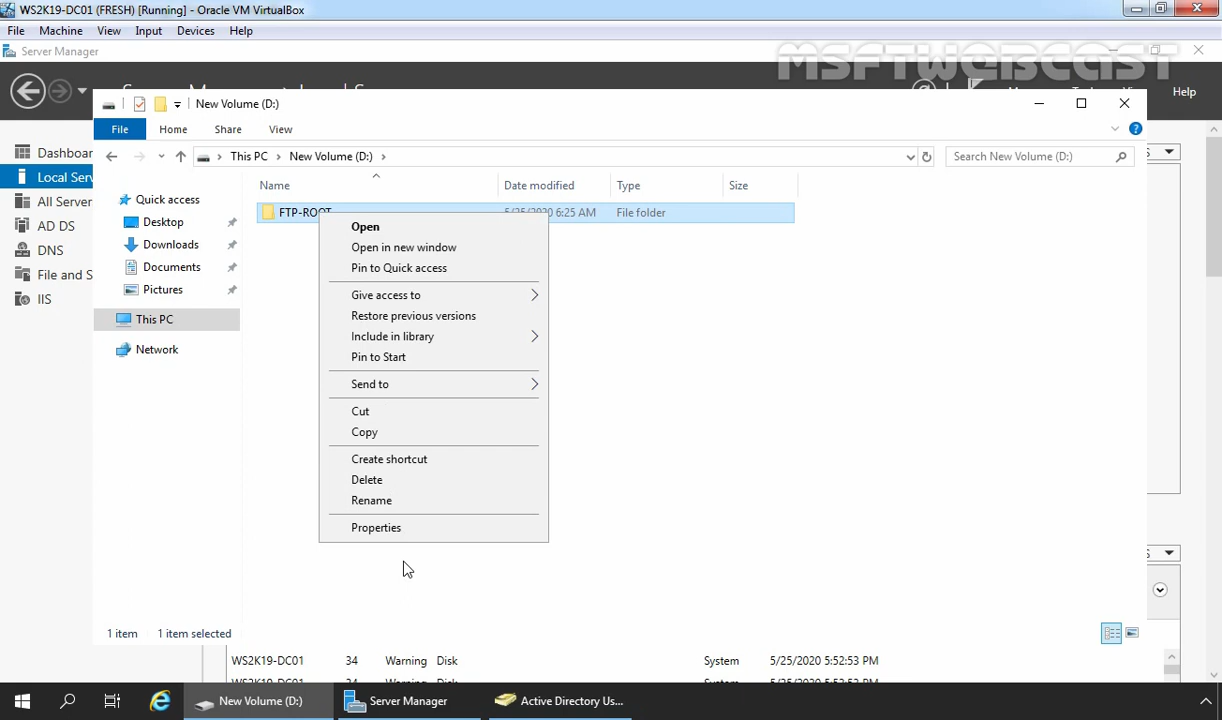 WS2K19-DC01 (FRESH) [Running] - Oracle VM VirtualBox
File Machine View Input Devices Help
Server Manager
MSFTWEBCAST
Help
New Volume (D:)
File Home Share View
This PC New Volume (D:)
Search New Volume (D:)
Name Date modified Type Size
FTP-ROOT 5/25/2020 6:25 AM File folder
Dashboar
Local Serv
All Server
AD DS
DNS
File and S
IIS
Quick access
Desktop
Downloads
Documents
Pictures
This PC
Network
Open
Open in new window
Pin to Quick access
Give access to
Restore previous versions
Include in library
Pin to Start
Send to
Cut
Copy
Create shortcut
Delete
Rename
Properties
1 item 1 item selected
WS2K19-DC01 34 Warning Disk System 5/25/2020 5:52:53 PM
New Volume (D:) Server Manager Active Directory Us...